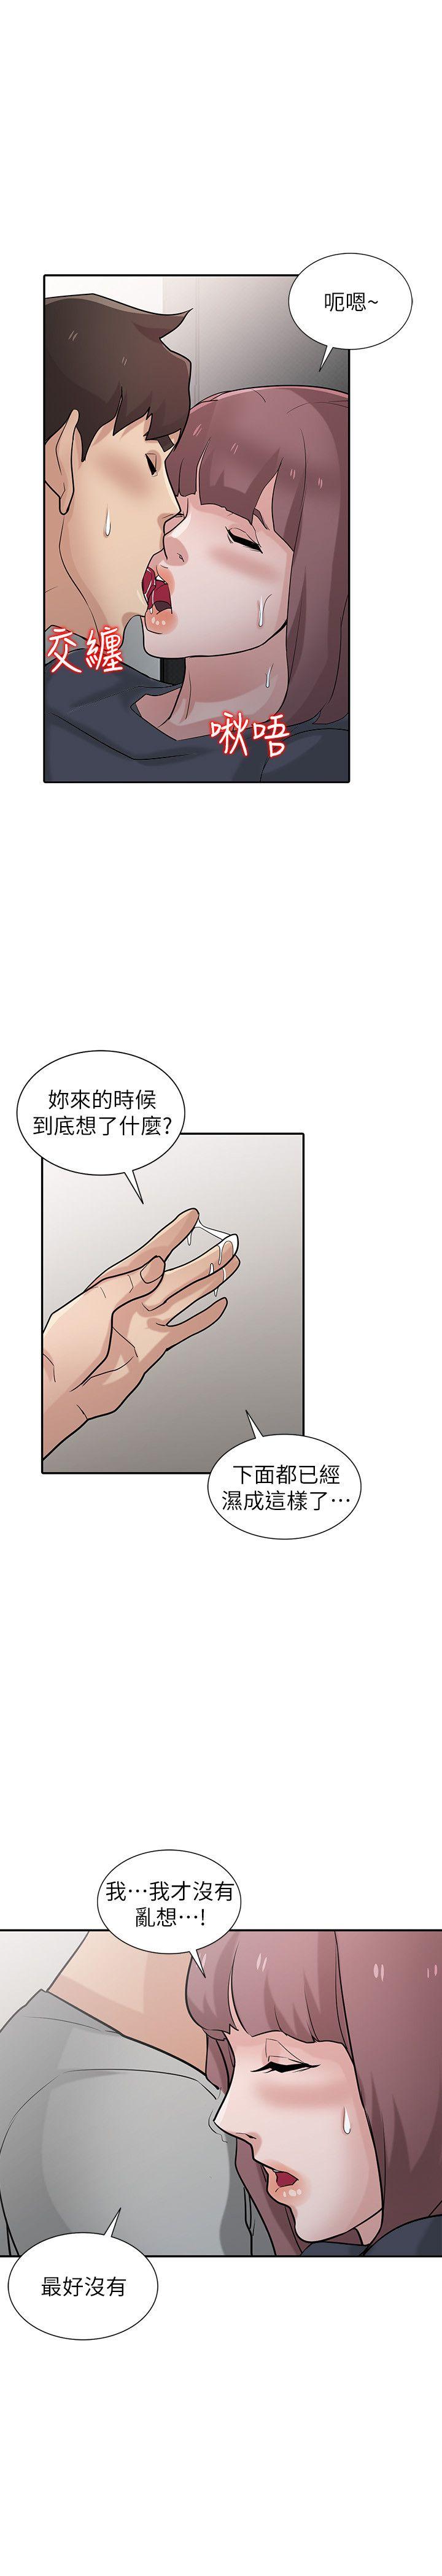 呃嗯~
交纏
啾唔
妳來的時候
到底想了什麼?
下面都已經
濕成這樣了…
我…我才沒有
亂想…!
最好沒有